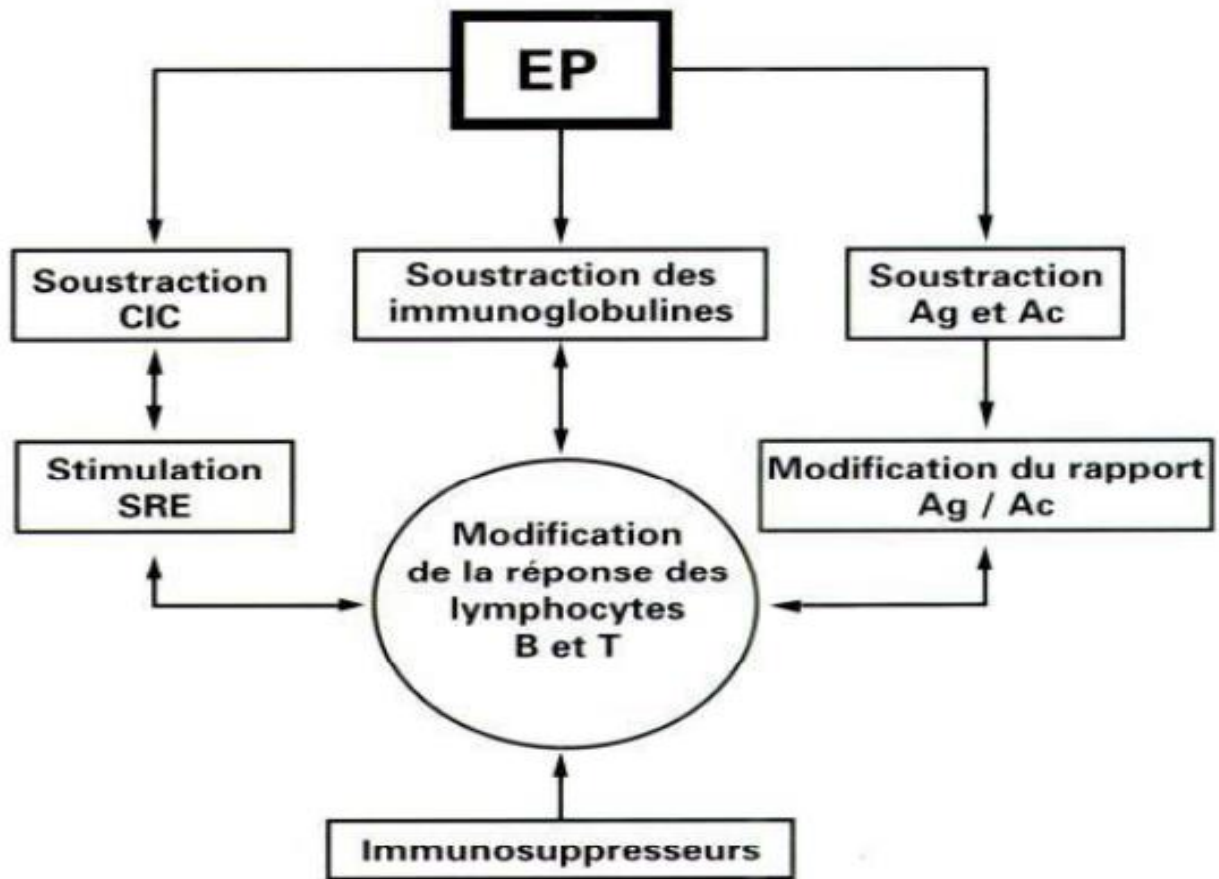 EP
Soustraction
CIC
Soustraction des
immunoglobulines
Soustraction
Ag et Ac
Stimulation
SRE
Modification du rapport
Ag / Ac
Modification
de la réponse des
lymphocytes
B et T
Immunosuppresseurs